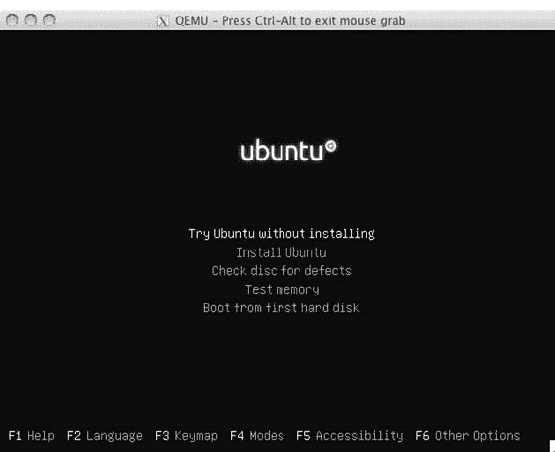 QEMU - Press Ctrl-Alt to exit mouse grab
ubuntu
Try Ubuntu without installing
Install Ubuntu
Check disc for defects
Test memory
Boot from first hard disk
F1 Help F2 Language F3 Keymap F4 Modes F5 Accessibility F6 Other Options